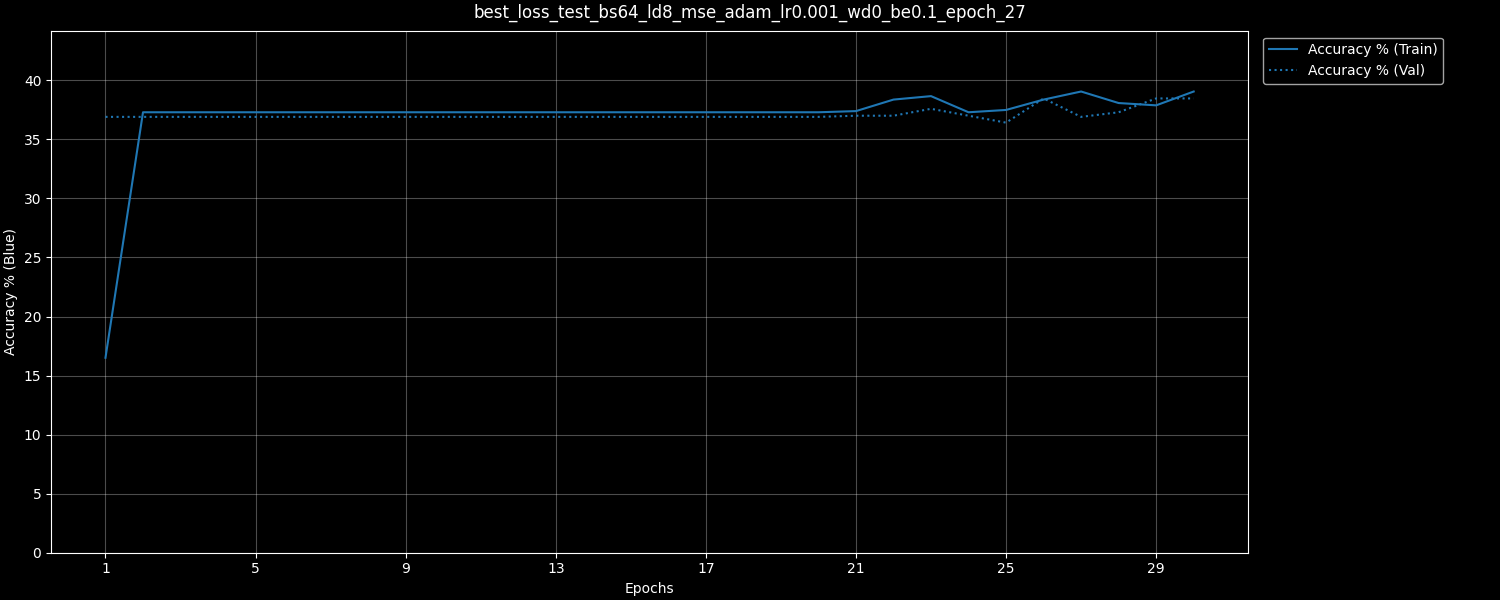 best_loss_test_bs64_ld8_mse_adam_lr0.001_wd0_be0.1_epoch_27
Accuracy % (Train)
Accuracy % (Val)
Accuracy % (Blue)
40
35
30
25
20
15
10
5
0
1 5 9 13 17 21 25 29
Epochs